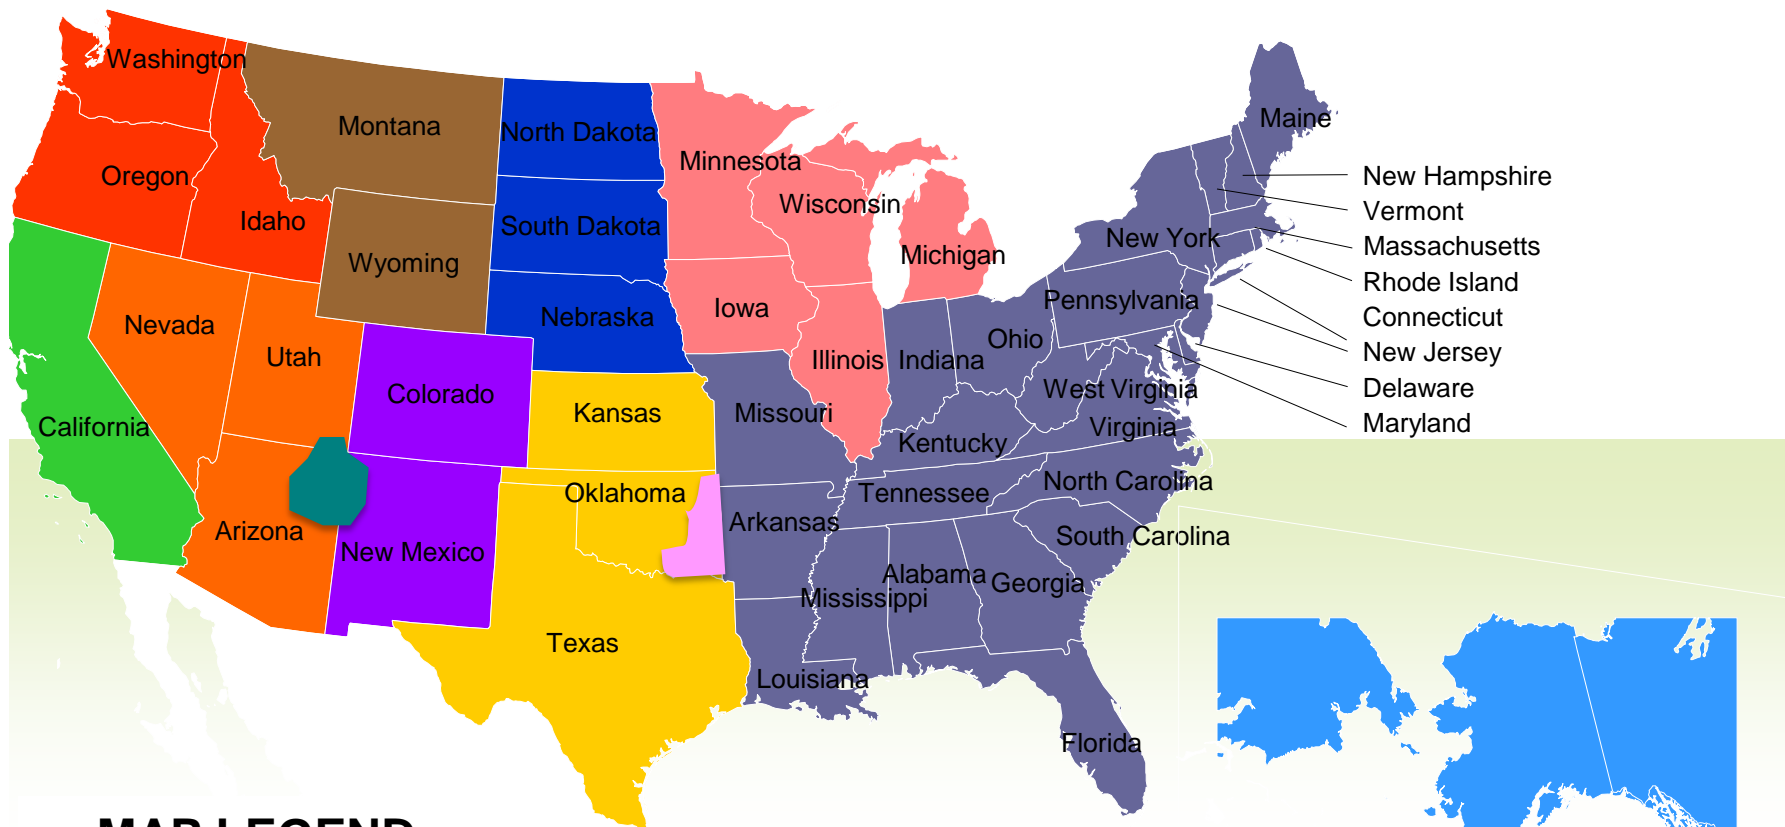 Washington
Montana
North Dakota
Minnesota
Maine
Oregon
Idaho
Wyoming
South Dakota
Wisconsin
Michigan
New York
New Hampshire
Vermont
Massachusetts
Rhode Island
Connecticut
New Jersey
Delaware
Maryland
Nevada
Utah
Colorado
Nebraska
Iowa
Illinois
Indiana
Ohio
Pennsylvania
West Virginia
Virginia
California
Kansas
Missouri
Kentucky
Arizona
New Mexico
Oklahoma
Arkansas
Tennessee
North Carolina
South Carolina
Texas
Louisiana
Mississippi
Alabama
Georgia
Florida
MAP LEGEND